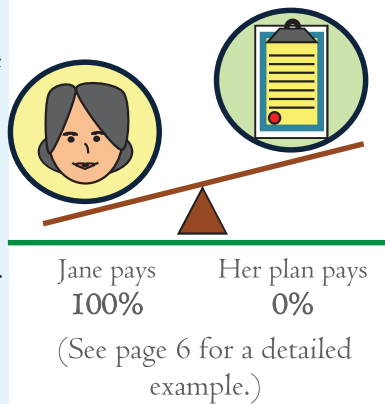 Jane pays
100%
Her plan pays
0%
(See page 6 for a detailed
example.)